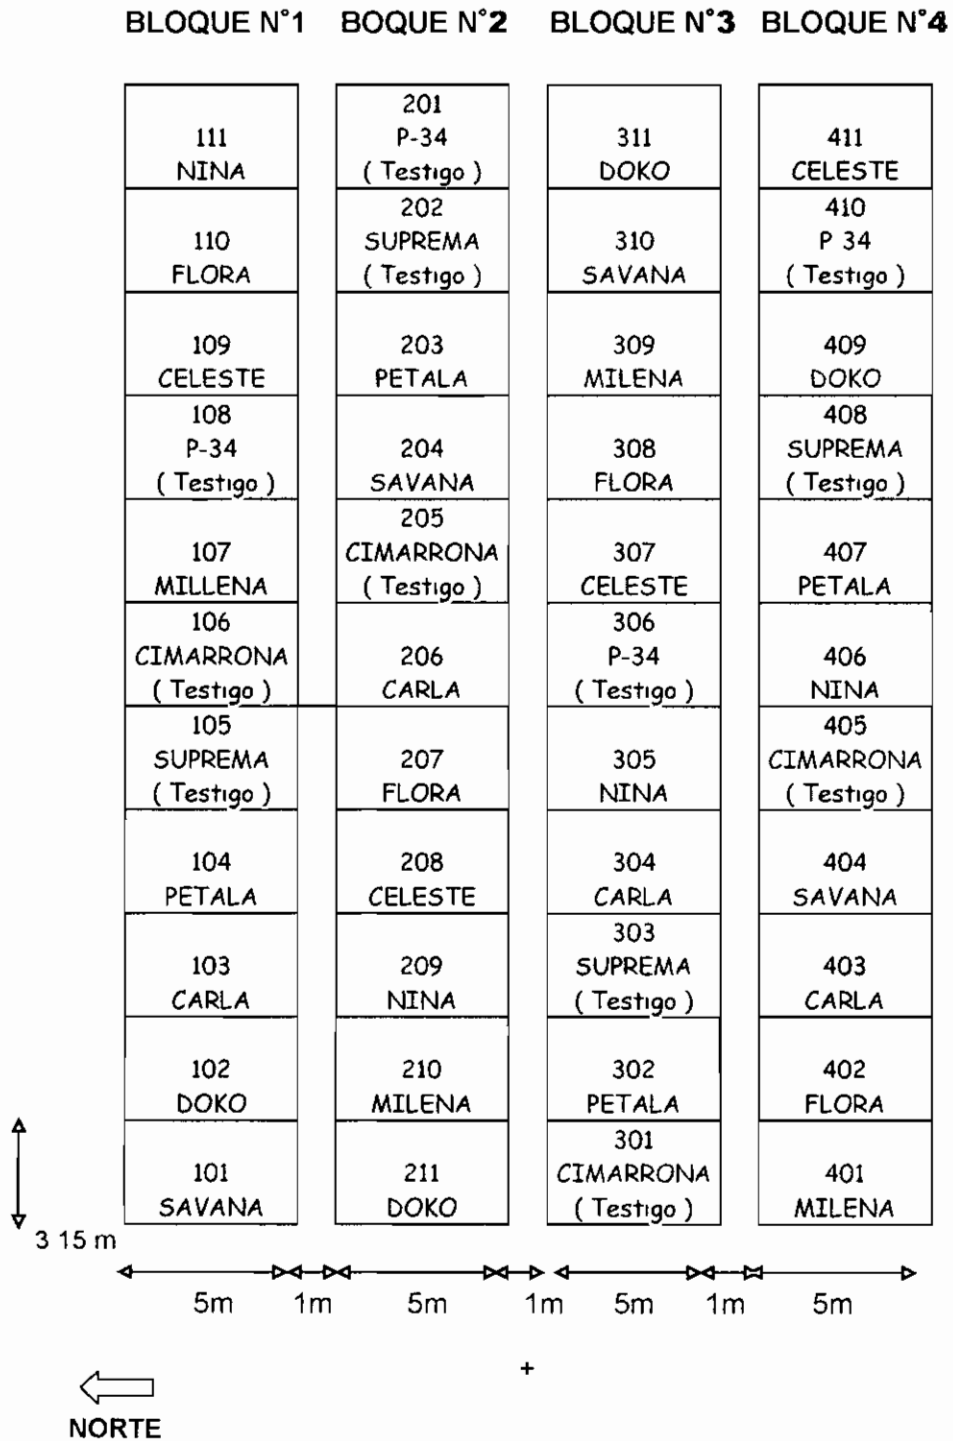 BLOQUE N°1 BOQUE N°2 BLOQUE N°3 BLOQUE N°4
111
NINA
110
FLORA
109
CELESTE
108
P-34
( Testigo )
107
MILLENA
106
CIMARRONA
( Testigo )
105
SUPREMA
( Testigo )
104
PETALA
103
CARLA
102
DOKO
101
SAVANA
201
P-34
( Testigo )
202
SUPREMA
( Testigo )
203
PETALA
204
SAVANA
205
CIMARRONA
( Testigo )
206
CARLA
207
FLORA
208
CELESTE
209
NINA
210
MILENA
211
DOKO
311
DOKO
310
SAVANA
309
MILENA
308
FLORA
307
CELESTE
306
P-34
( Testigo )
305
NINA
304
CARLA
303
SUPREMA
( Testigo )
302
PETALA
301
CIMARRONA
( Testigo )
411
CELESTE
410
P 34
( Testigo )
409
DOKO
408
SUPREMA
( Testigo )
407
PETALA
406
NINA
405
CIMARRONA
( Testigo )
404
SAVANA
403
CARLA
402
FLORA
401
MILENA
3 15 m
5m 1m 5m 1m 5m 1m 5m
+
NORTE